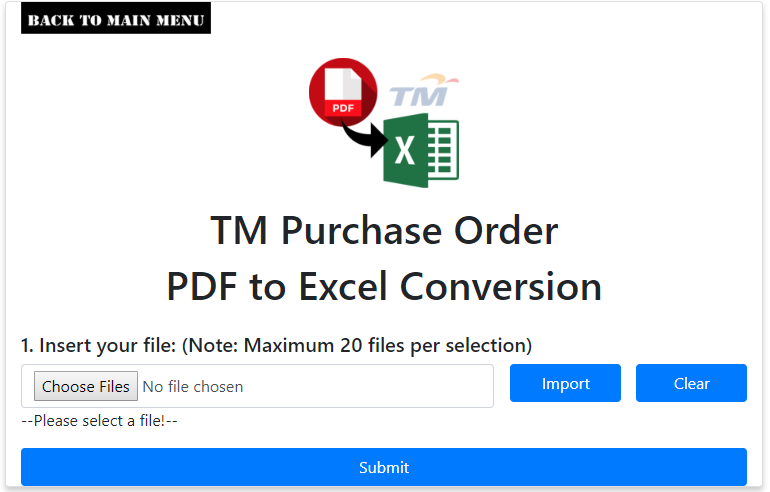 BACK TO MAIN MENU
PDF
TM
X
TM Purchase Order
PDF to Excel Conversion
1. Insert your file: (Note: Maximum 20 files per selection)
Choose Files No file chosen
Import
Clear
--Please select a file!--
Submit